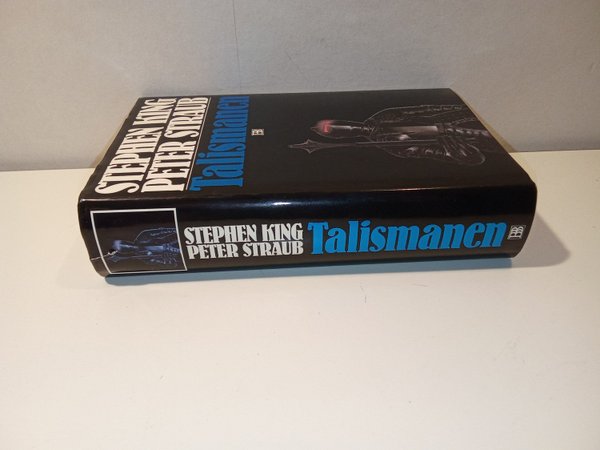 STEPHEN KING
PETER STRAUB
Talismanen
STEPHEN KING
PETER STRAUB
Talismanen